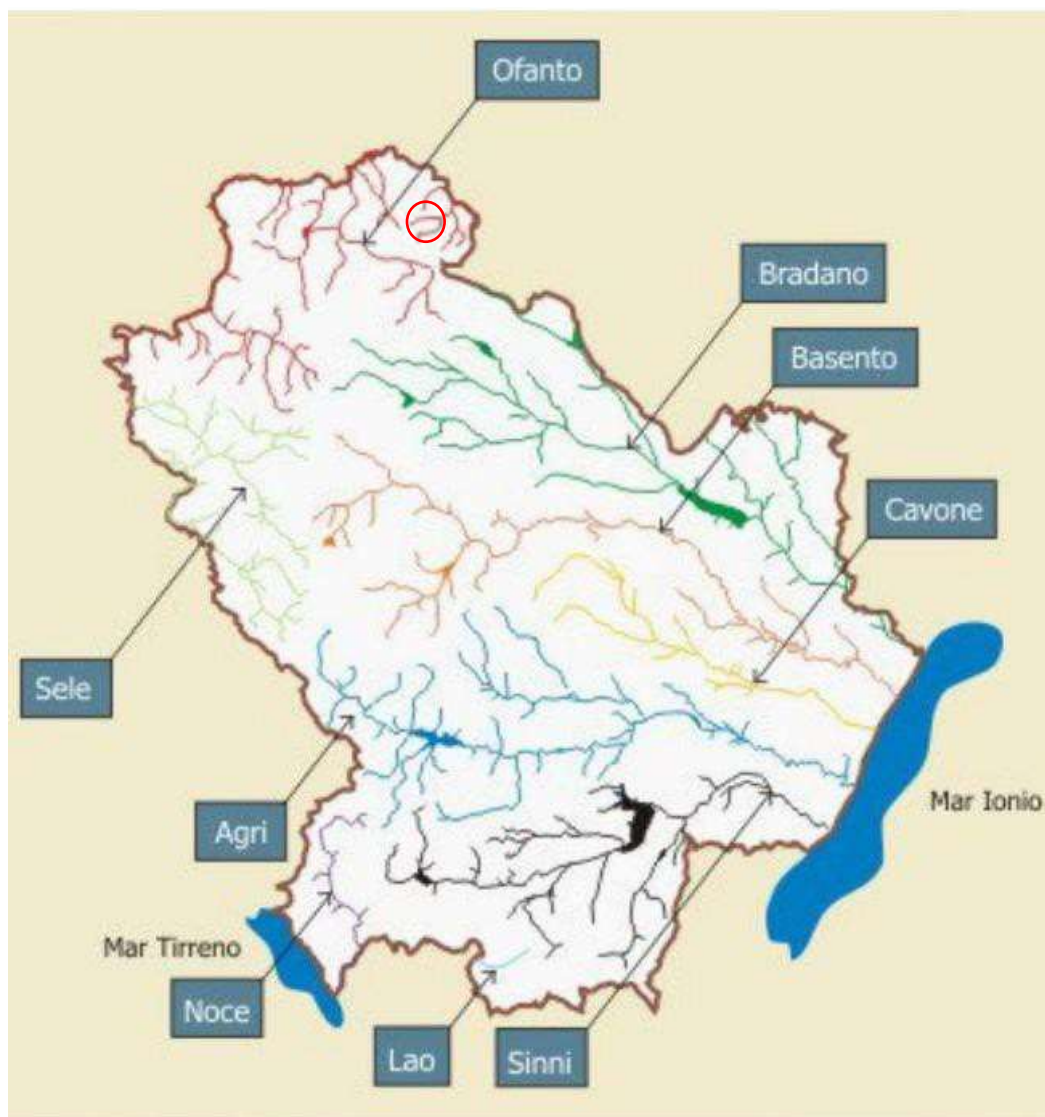 Ofanto
Bradano
Basento
Cavone
Sele
Mar Ionio
Agri
Mar Tirreno
Noce
Lao
Sinni